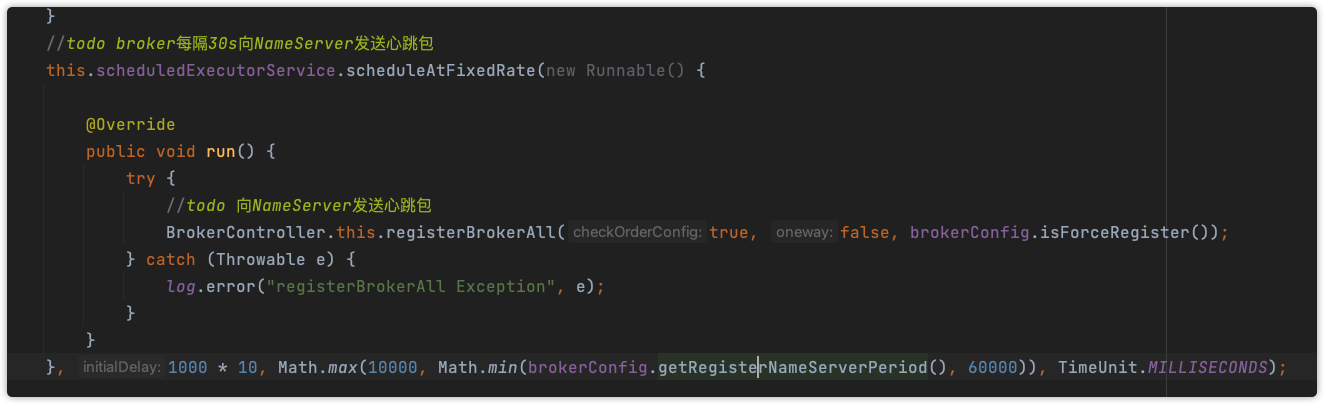 }
//todo broker每隔30s向NameServer发送心跳包
this.scheduledExecutorService.scheduleAtFixedRate(new Runnable() {
@Override
public void run() {
try {
//todo 向NameServer发送心跳包
BrokerController.this.registerBrokerAll( checkOrderConfig: true, oneway: false, brokerConfig.isForceRegister());
} catch (Throwable e) {
log.error("registerBrokerAll Exception", e);
}
}
}, initialDelay: 1000 * 10, Math.max(10000, Math.min(brokerConfig.getRegisterNameServerPeriod(), 60000)), TimeUnit.MILLISECONDS);